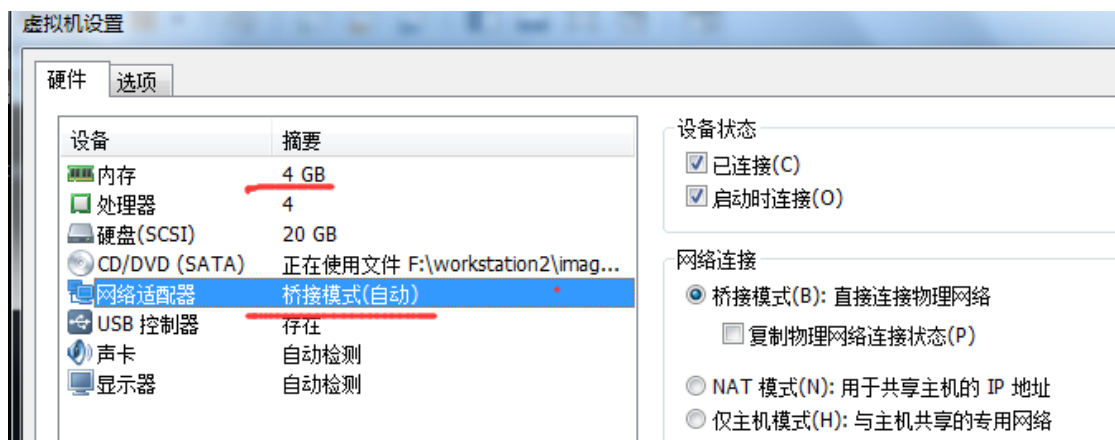 虚拟机设置
硬件
选项
设备 摘要
内存 4 GB
处理器 4
硬盘(SCSI) 20 GB
CD/DVD (SATA) 正在使用文件 F:\workstation2\imag...
网络适配器 桥接模式(自动)
USB 控制器 存在
声卡 自动检测
显示器 自动检测
设备状态
已连接(C)
启动时连接(O)
网络连接
桥接模式(B): 直接连接物理网络
复制物理网络连接状态(P)
NAT 模式(N): 用于共享主机的 IP 地址
仅主机模式(H): 与主机共享的专用网络